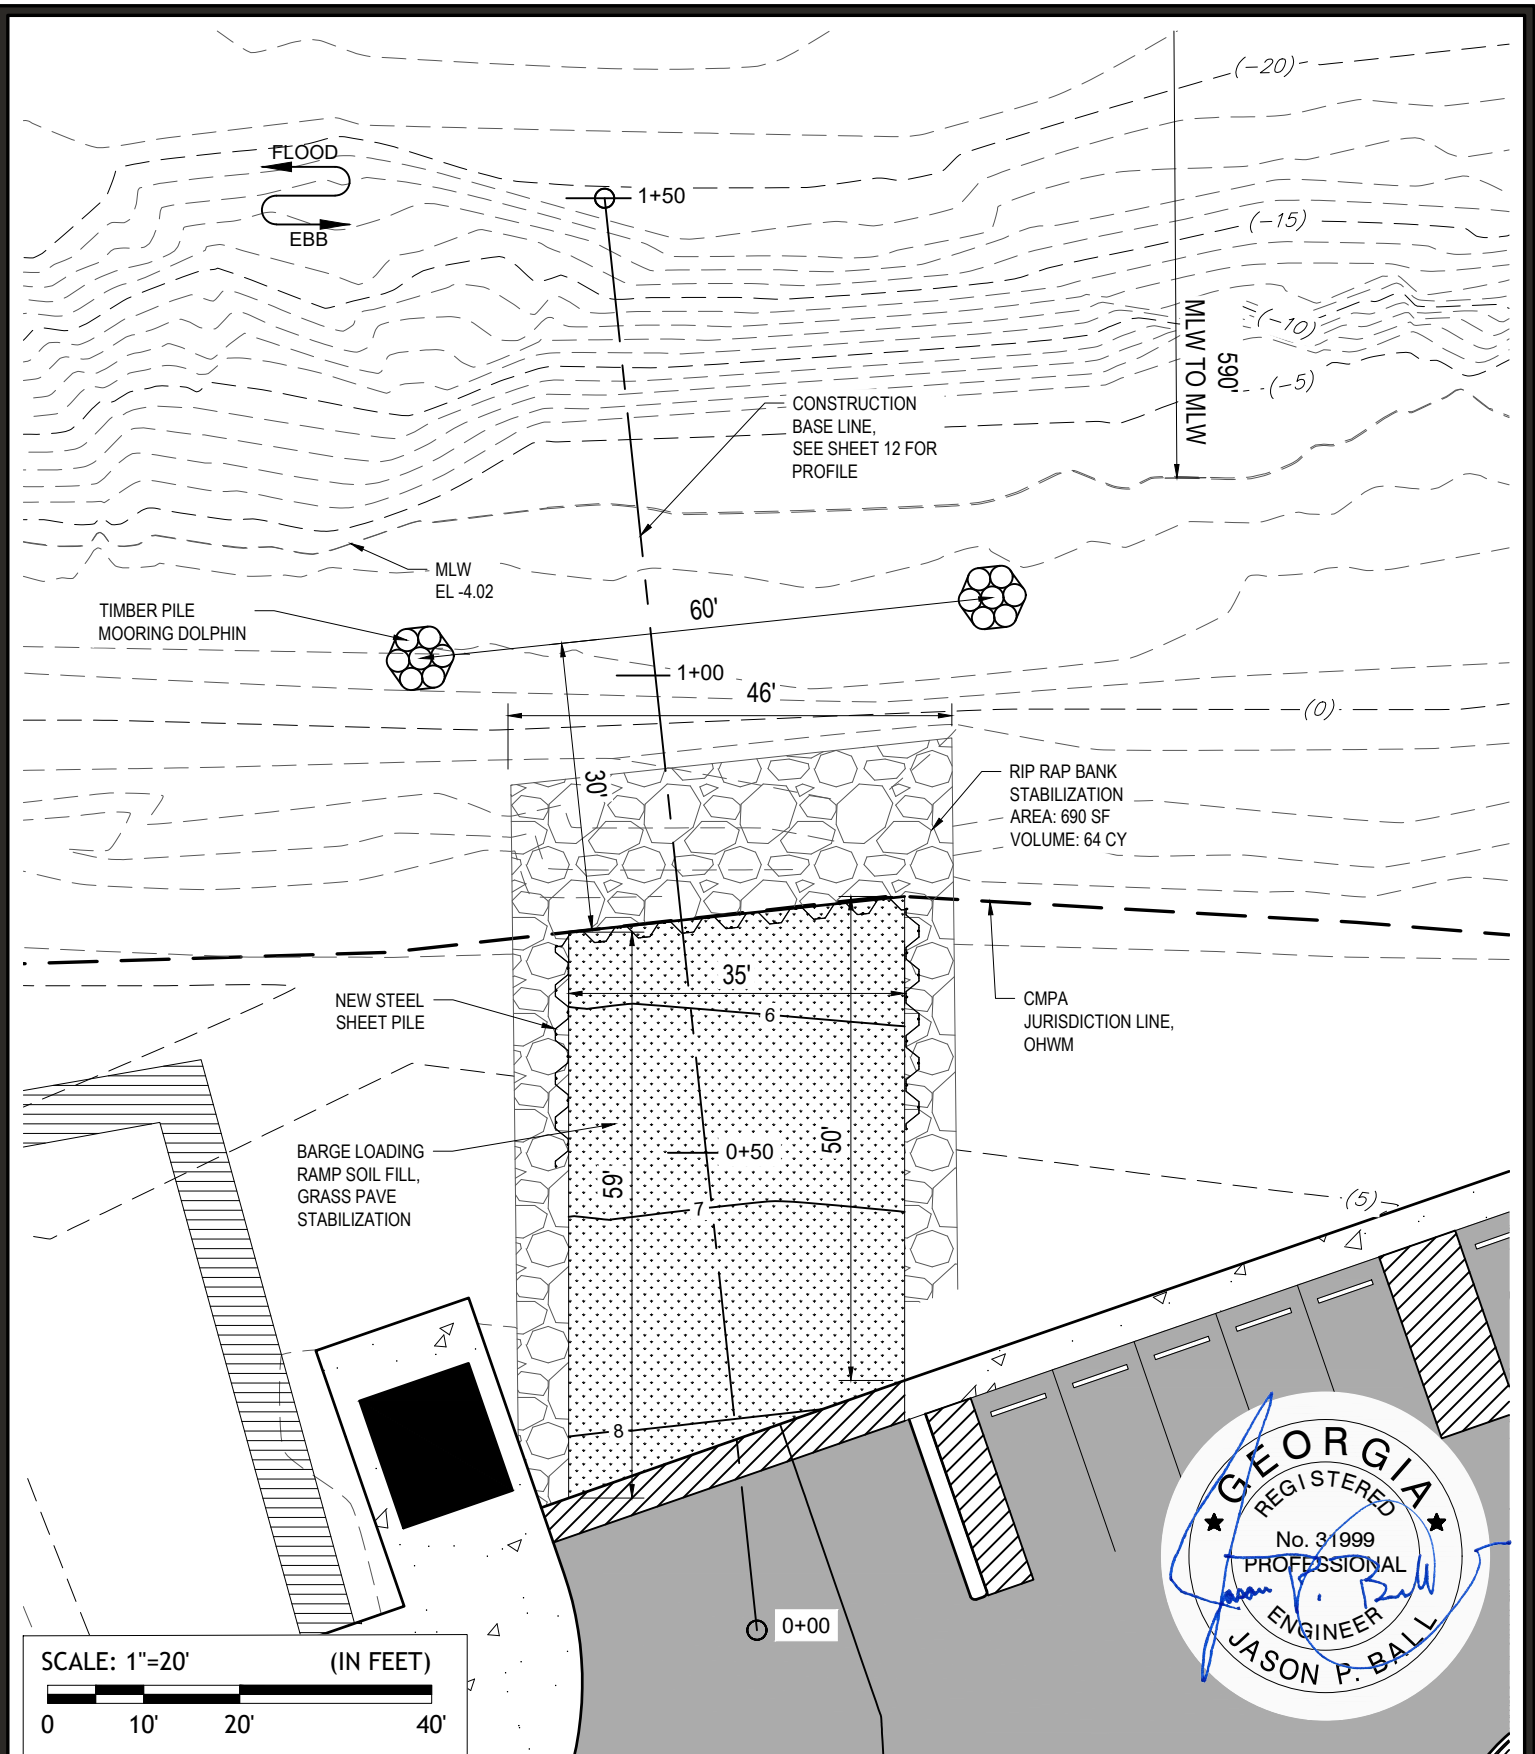 (-20)
FLOOD
EBB
1+50
(-15)
(-10)
MLW TO MLW
590'
(-5)
CONSTRUCTION
BASE LINE,
SEE SHEET 12 FOR
PROFILE
MLW
EL -4.02
TIMBER PILE
MOORING DOLPHIN
60'
1+00
46'
(0)
30'
RIP RAP BANK
STABILIZATION
AREA: 690 SF
VOLUME: 64 CY
35'
NEW STEEL
SHEET PILE
6
CMPA
JURISDICTION LINE,
OHWM
BARGE LOADING
RAMP SOIL FILL,
GRASS PAVE
STABILIZATION
0+50
50'
59'
7
(5)
8
0+00
GEORGIA
REGISTERED
No. 31999
PROFESSIONAL
ENGINEER
JASON P. BALL
Jason P. Ball
SCALE: 1"=20' (IN FEET)
0 10' 20' 40'